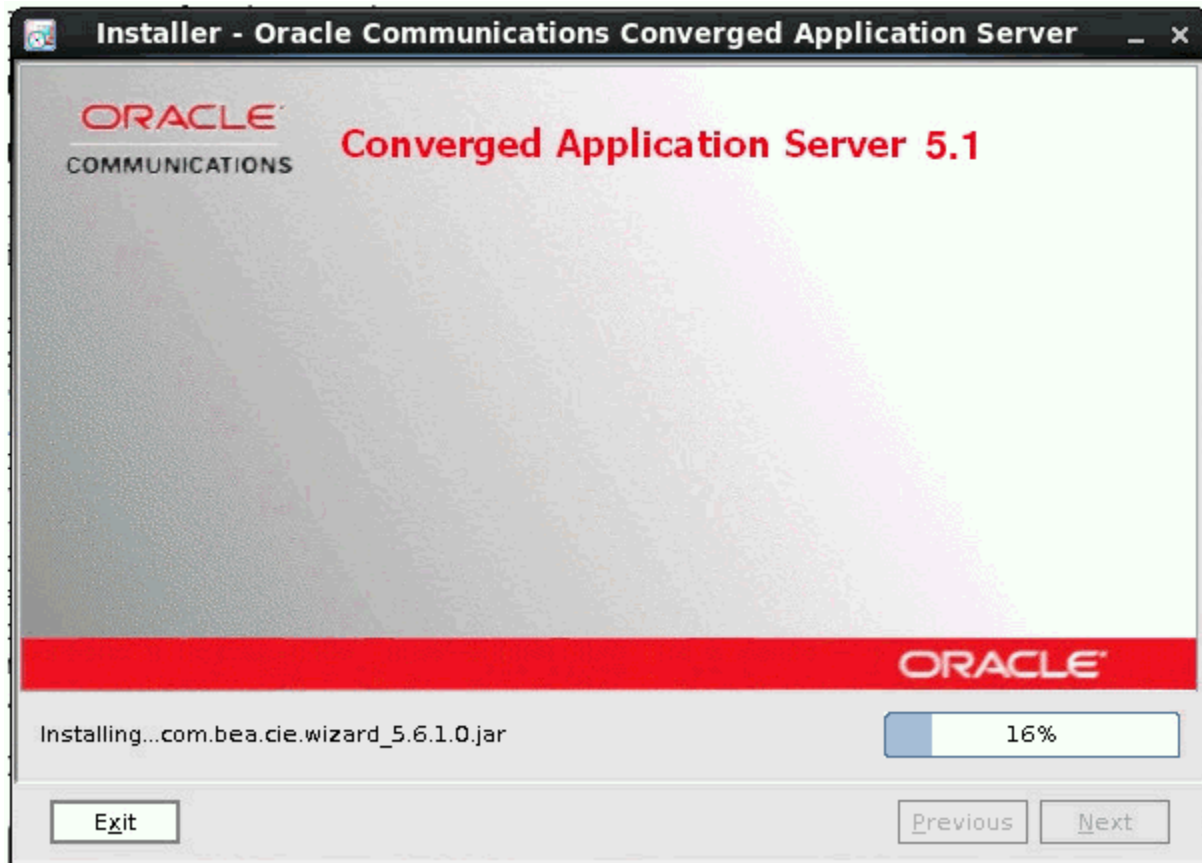 Installer - Oracle Communications Converged Application Server
ORACLE
COMMUNICATIONS
Converged Application Server 5.1
ORACLE
Installing...com.bea.cie.wizard_5.6.1.0.jar
16%
Exit
Previous
Next